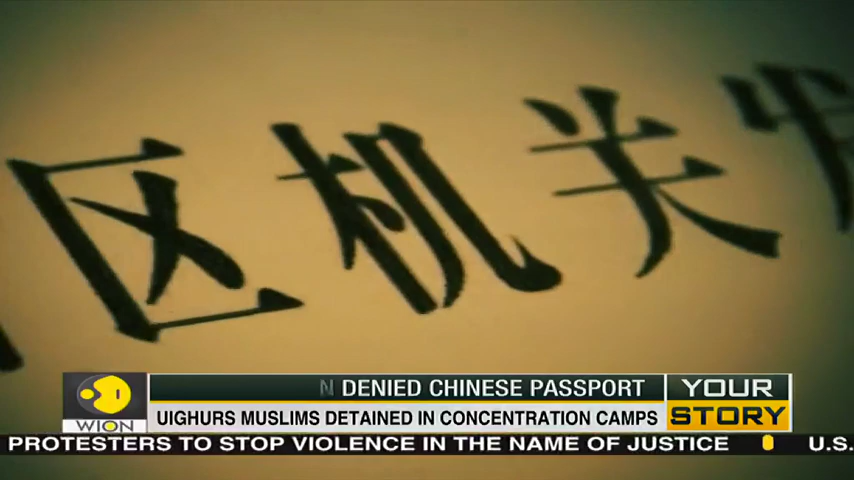 区机关
N DENIED CHINESE PASSPORT
YOUR
STORY
UIGHURS MUSLIMS DETAINED IN CONCENTRATION CAMPS
WION
PROTESTERS TO STOP VIOLENCE IN THE NAME OF JUSTICE U.S.